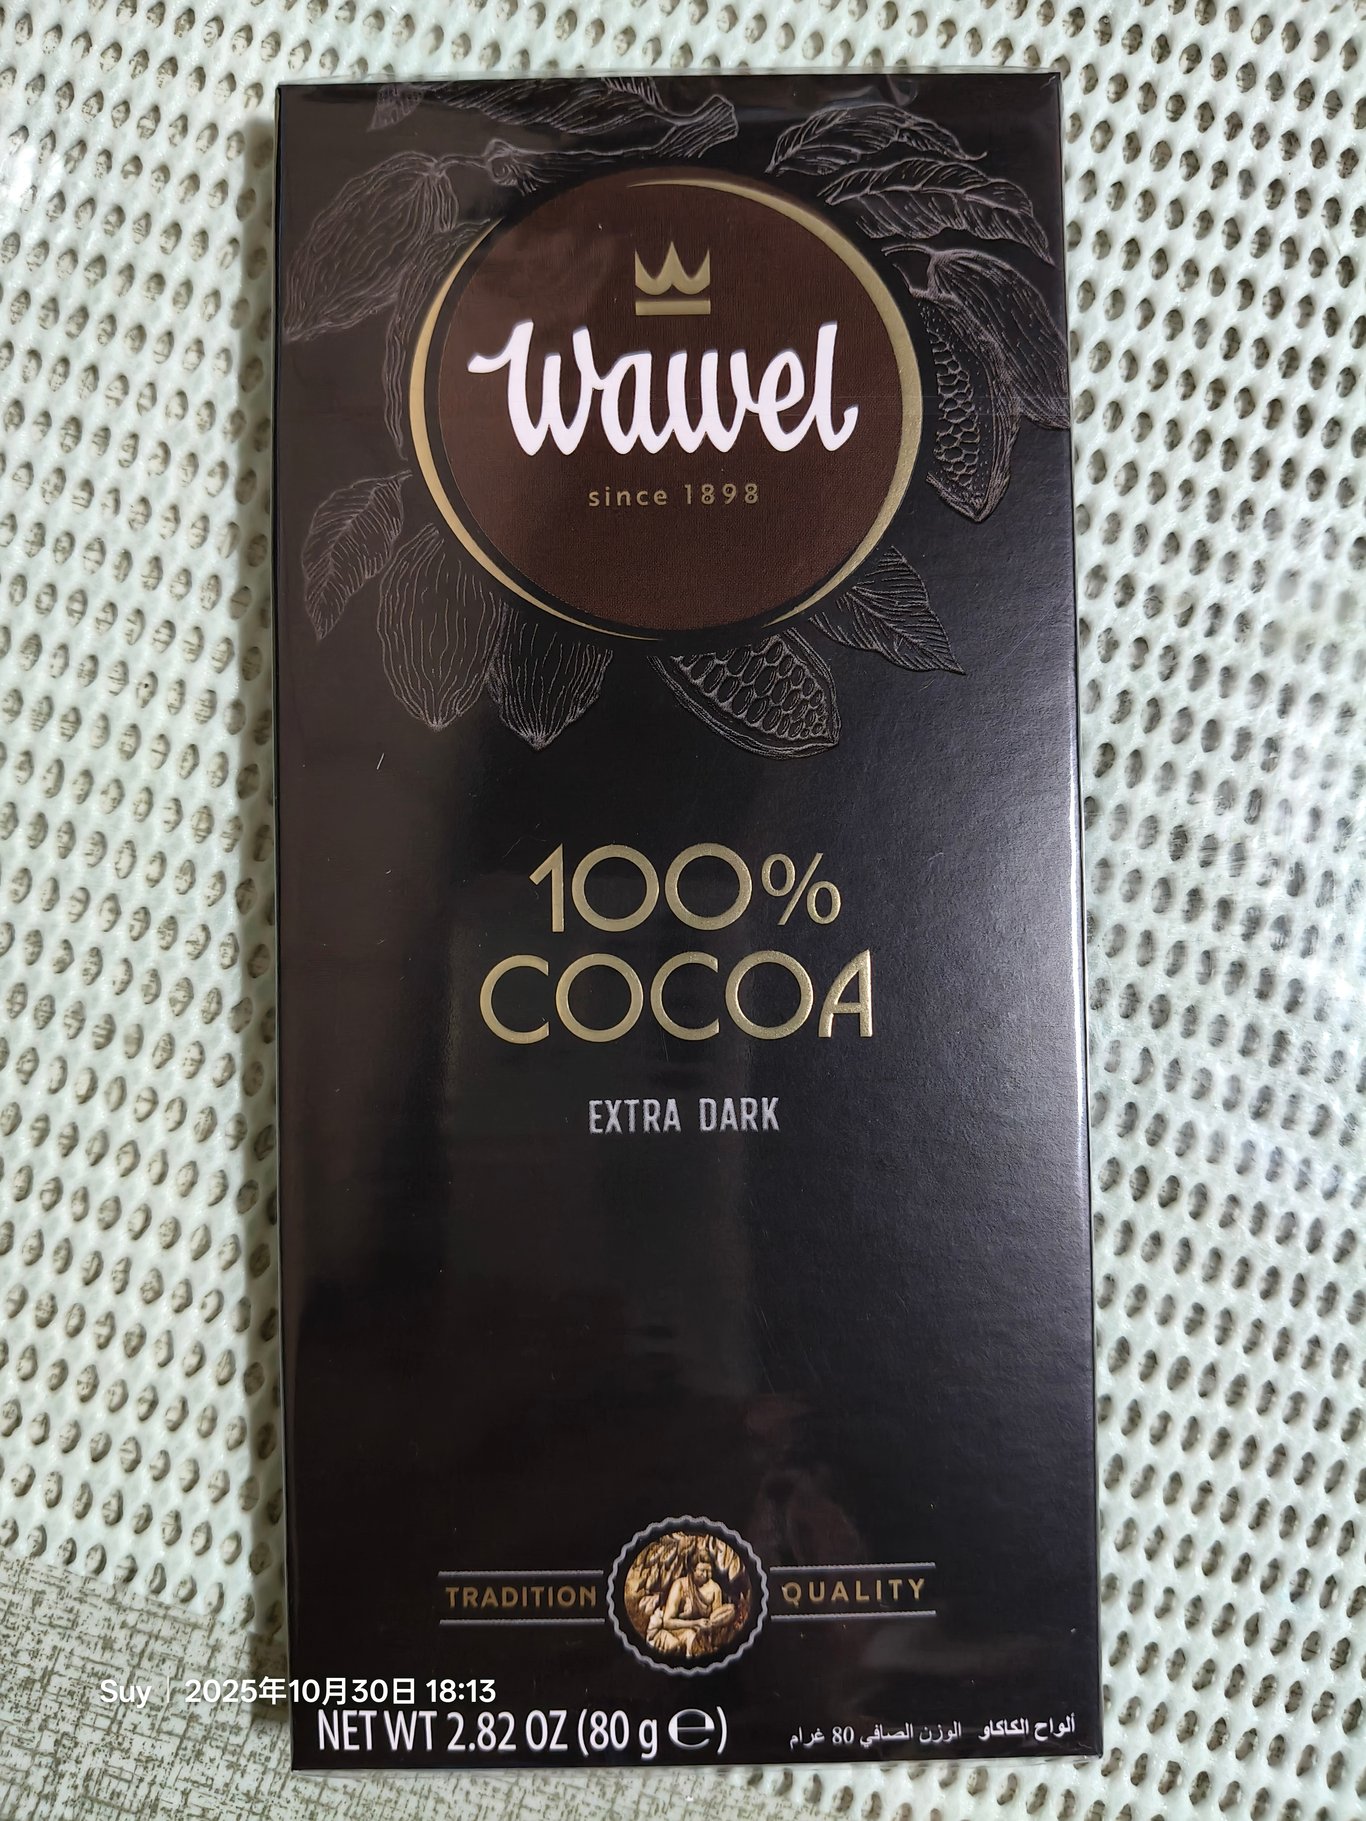 Wawel
since 1898
100%
COCOA
EXTRA DARK
TRADITION QUALITY
Suy | 2025年10月30日 18:13
NET WT 2.82 OZ (80 g ℮)
ألواح الكاكاو الوزن الصافي 80 غرام